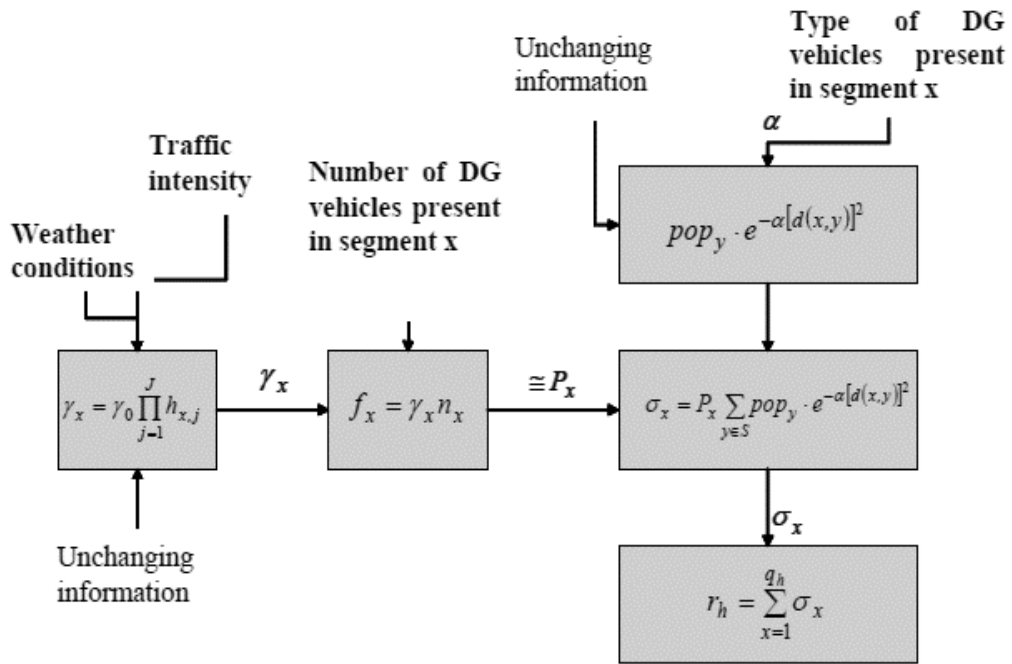 Unchanging
information
Type of DG
vehicles present
in segment x
α
Traffic
intensity
Number of DG
vehicles present
in segment x
Weather
conditions
pop_y · e^{-α[d(x,y)]^2}
γ_x = γ_0 ∏_{j=1}^{J} h_{x,j}
γ_x
f_x = γ_x n_x
≅ P_x
σ_x = P_x ∑_{y∈S} pop_y · e^{-α[d(x,y)]^2}
σ_x
Unchanging
information
r_h = ∑_{x=1}^{q_h} σ_x